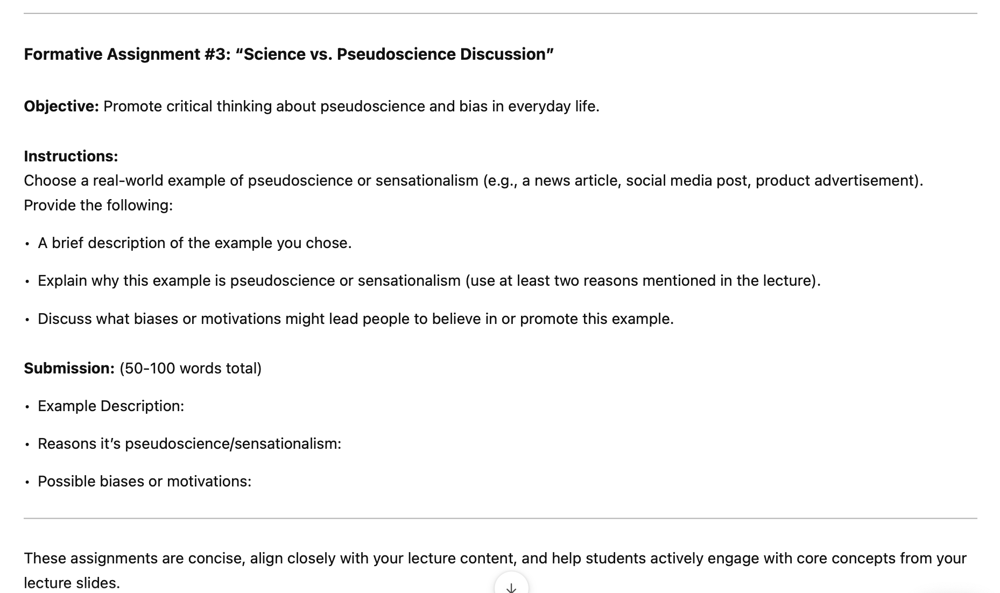 Formative Assignment #3: “Science vs. Pseudoscience Discussion”
Objective: Promote critical thinking about pseudoscience and bias in everyday life.
Instructions:
Choose a real-world example of pseudoscience or sensationalism (e.g., a news article, social media post, product advertisement).
Provide the following:
• A brief description of the example you chose.
• Explain why this example is pseudoscience or sensationalism (use at least two reasons mentioned in the lecture).
• Discuss what biases or motivations might lead people to believe in or promote this example.
Submission: (50-100 words total)
• Example Description:
• Reasons it’s pseudoscience/sensationalism:
• Possible biases or motivations:
These assignments are concise, align closely with your lecture content, and help students actively engage with core concepts from your
lecture slides.